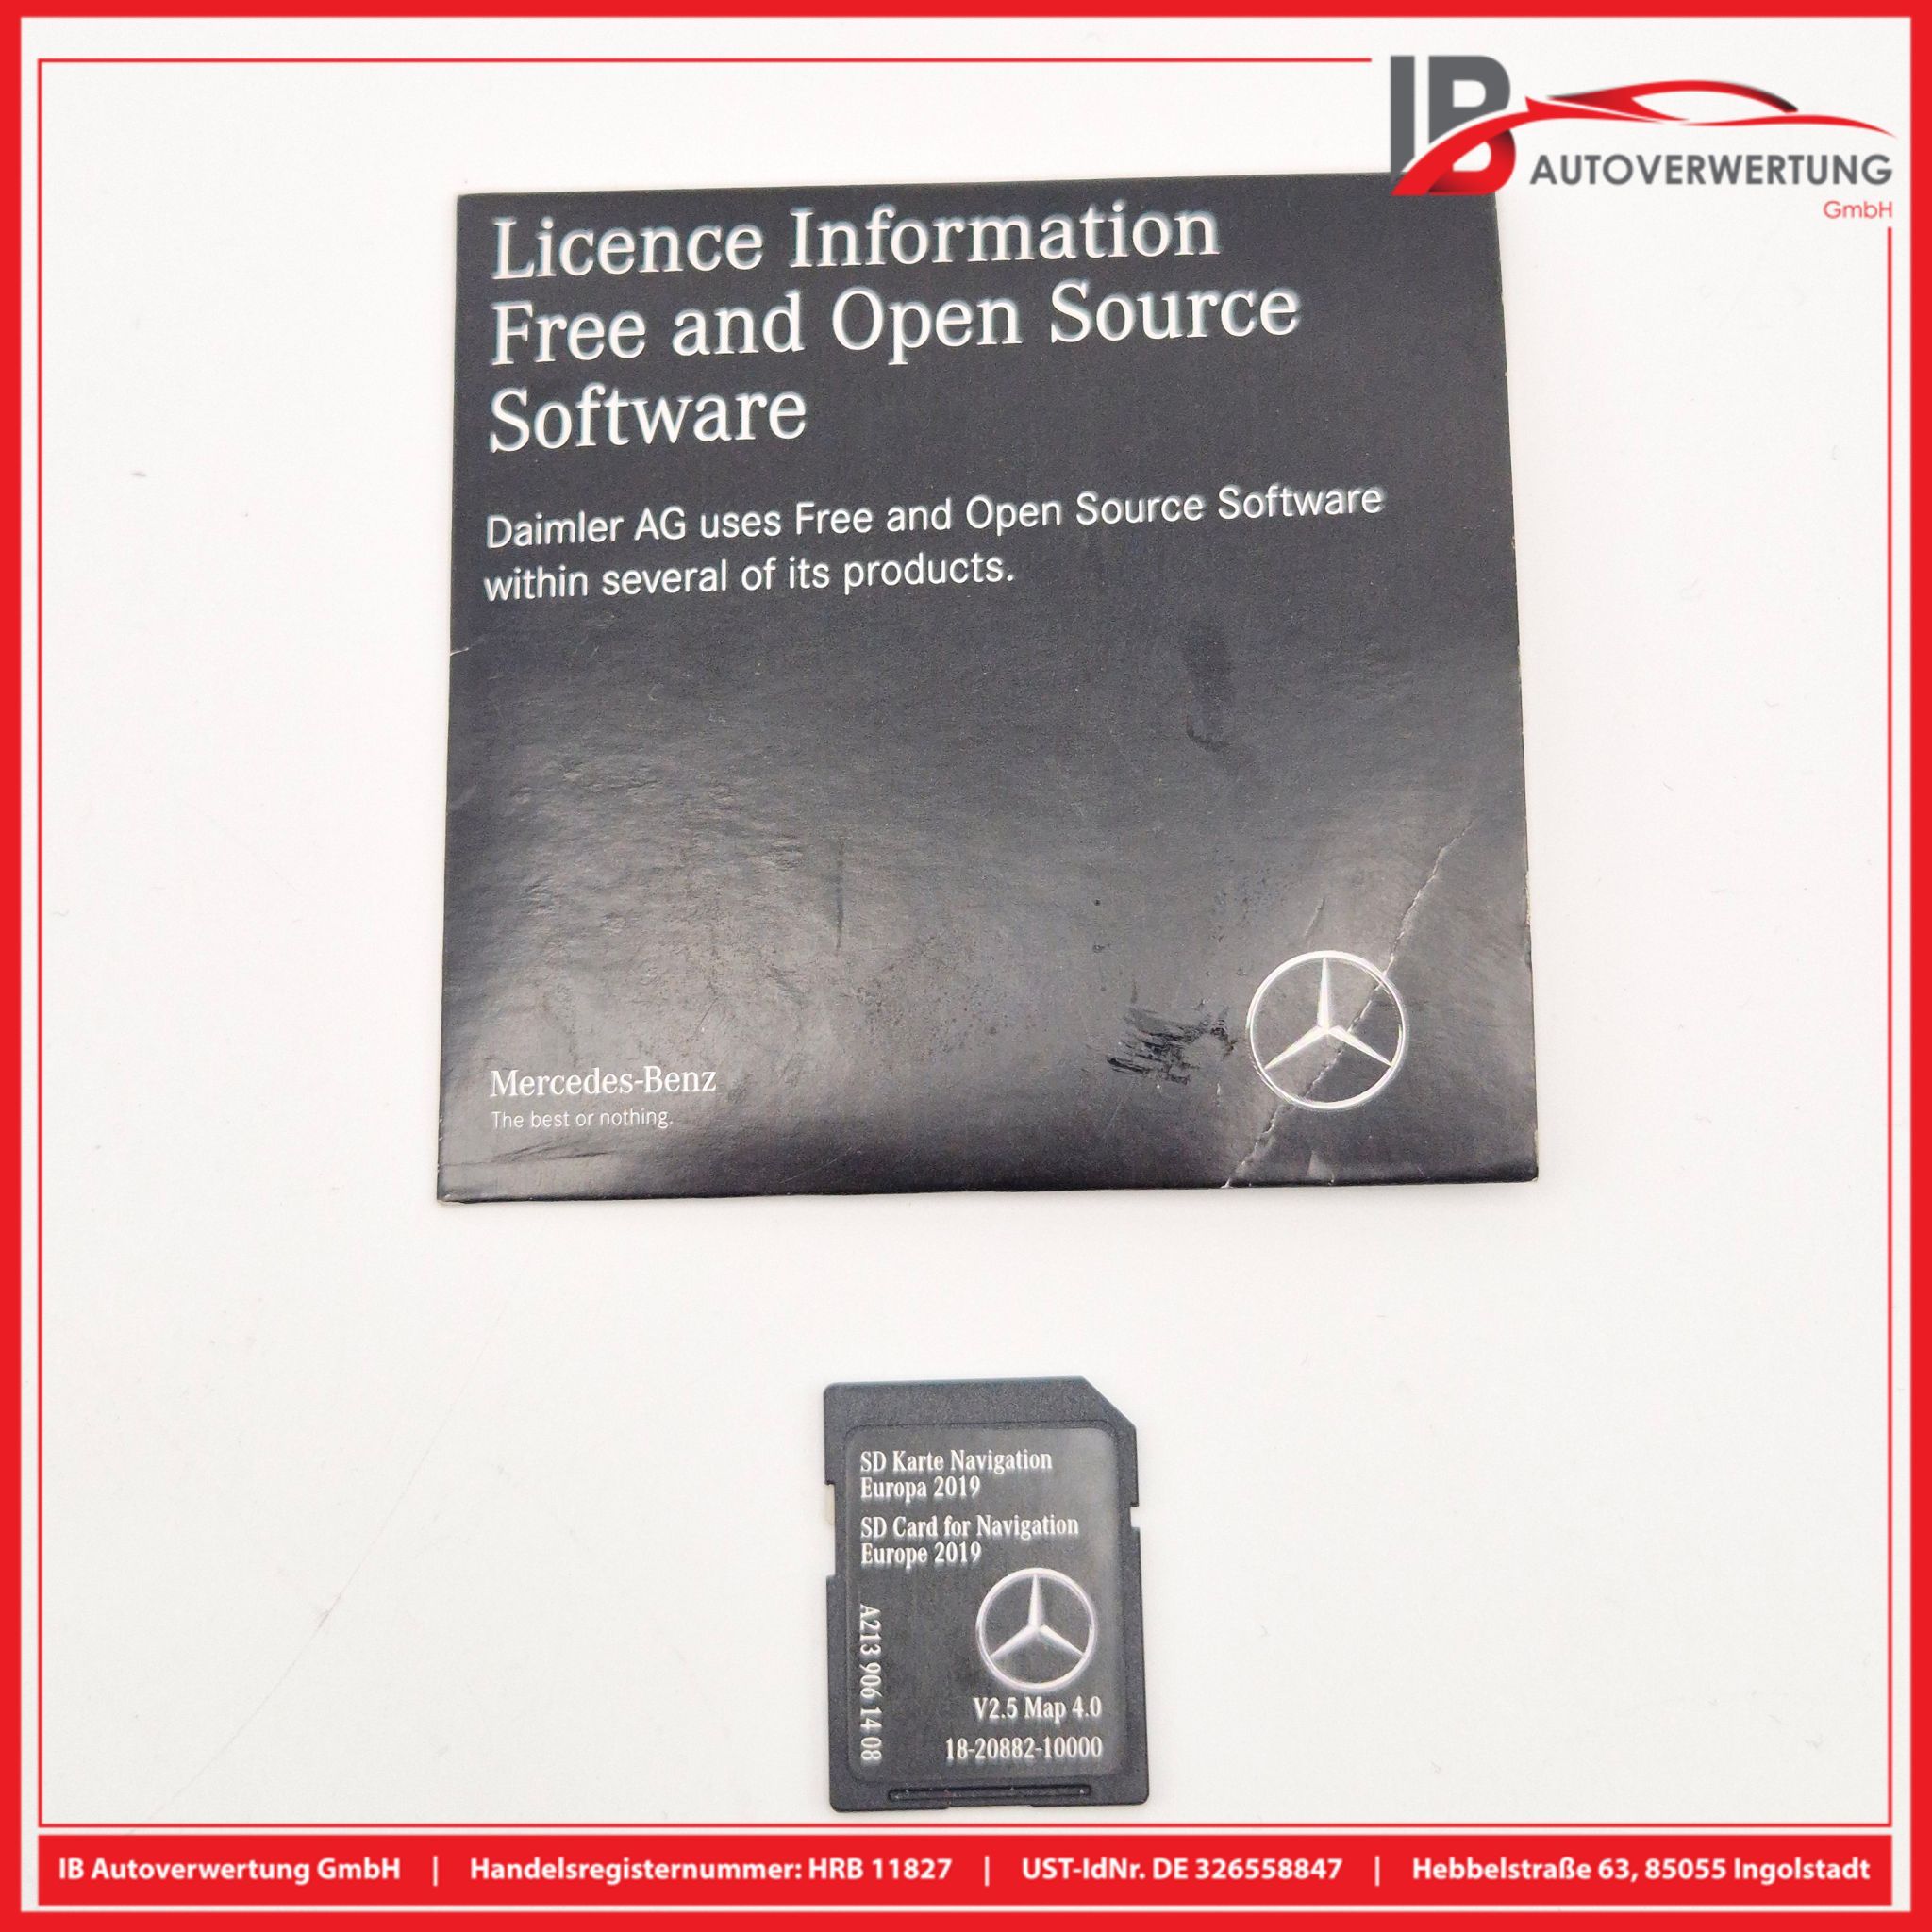 IB
AUTOVERWERTUNG
GmbH
Licence Information
Free and Open Source
Software
Daimler AG uses Free and Open Source Software
within several of its products.
Mercedes-Benz
The best or nothing.
SD Karte Navigation
Europa 2019
SD Card for Navigation
Europe 2019
A213 906 14 08
V2.5 Map 4.0
18-20882-10000
IB Autoverwertung GmbH | Handelsregisternummer: HRB 11827 | UST-IdNr. DE 326558847 | Hebbelstraße 63, 85055 Ingolstadt